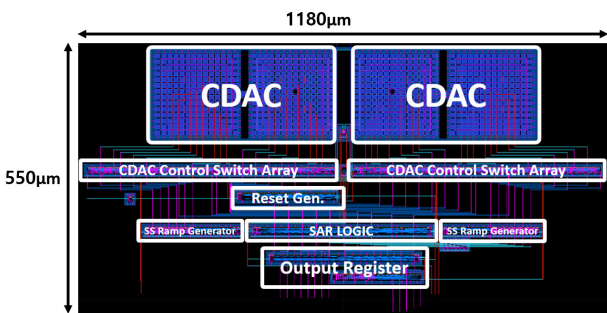 1180μm
CDAC
CDAC
550μm
CDAC Control Switch Array
CDAC Control Switch Array
Reset Gen.
SS Ramp Generator
SAR LOGIC
SS Ramp Generator
Output Register